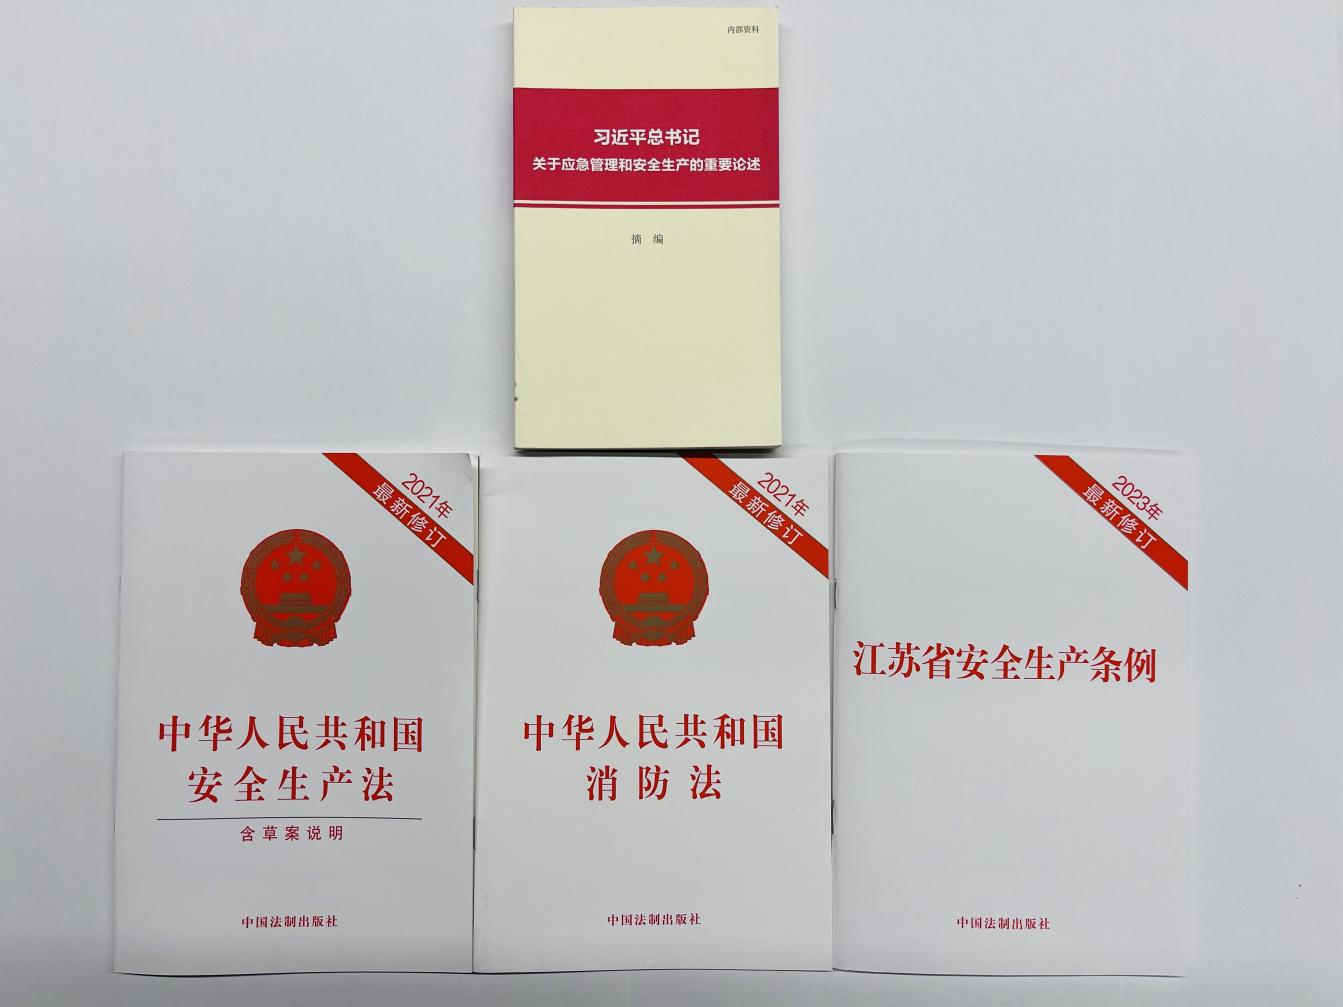 内部资料
习近平总书记
关于应急管理和安全生产的重要论述
摘 编
2021年
最新修订
中华人民共和国
安全生产法
含草案说明
中国法制出版社
2021年
最新修订
中华人民共和国
消防法
中国法制出版社
2023年
最新修订
江苏省安全生产条例
中国法制出版社